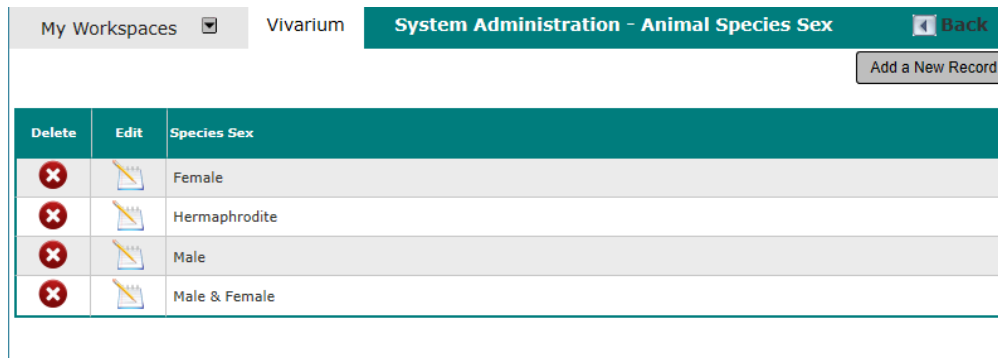 My Workspaces Vivarium System Administration - Animal Species Sex Back
Add a New Record
Delete Edit Species Sex
Female
Hermaphrodite
Male
Male & Female